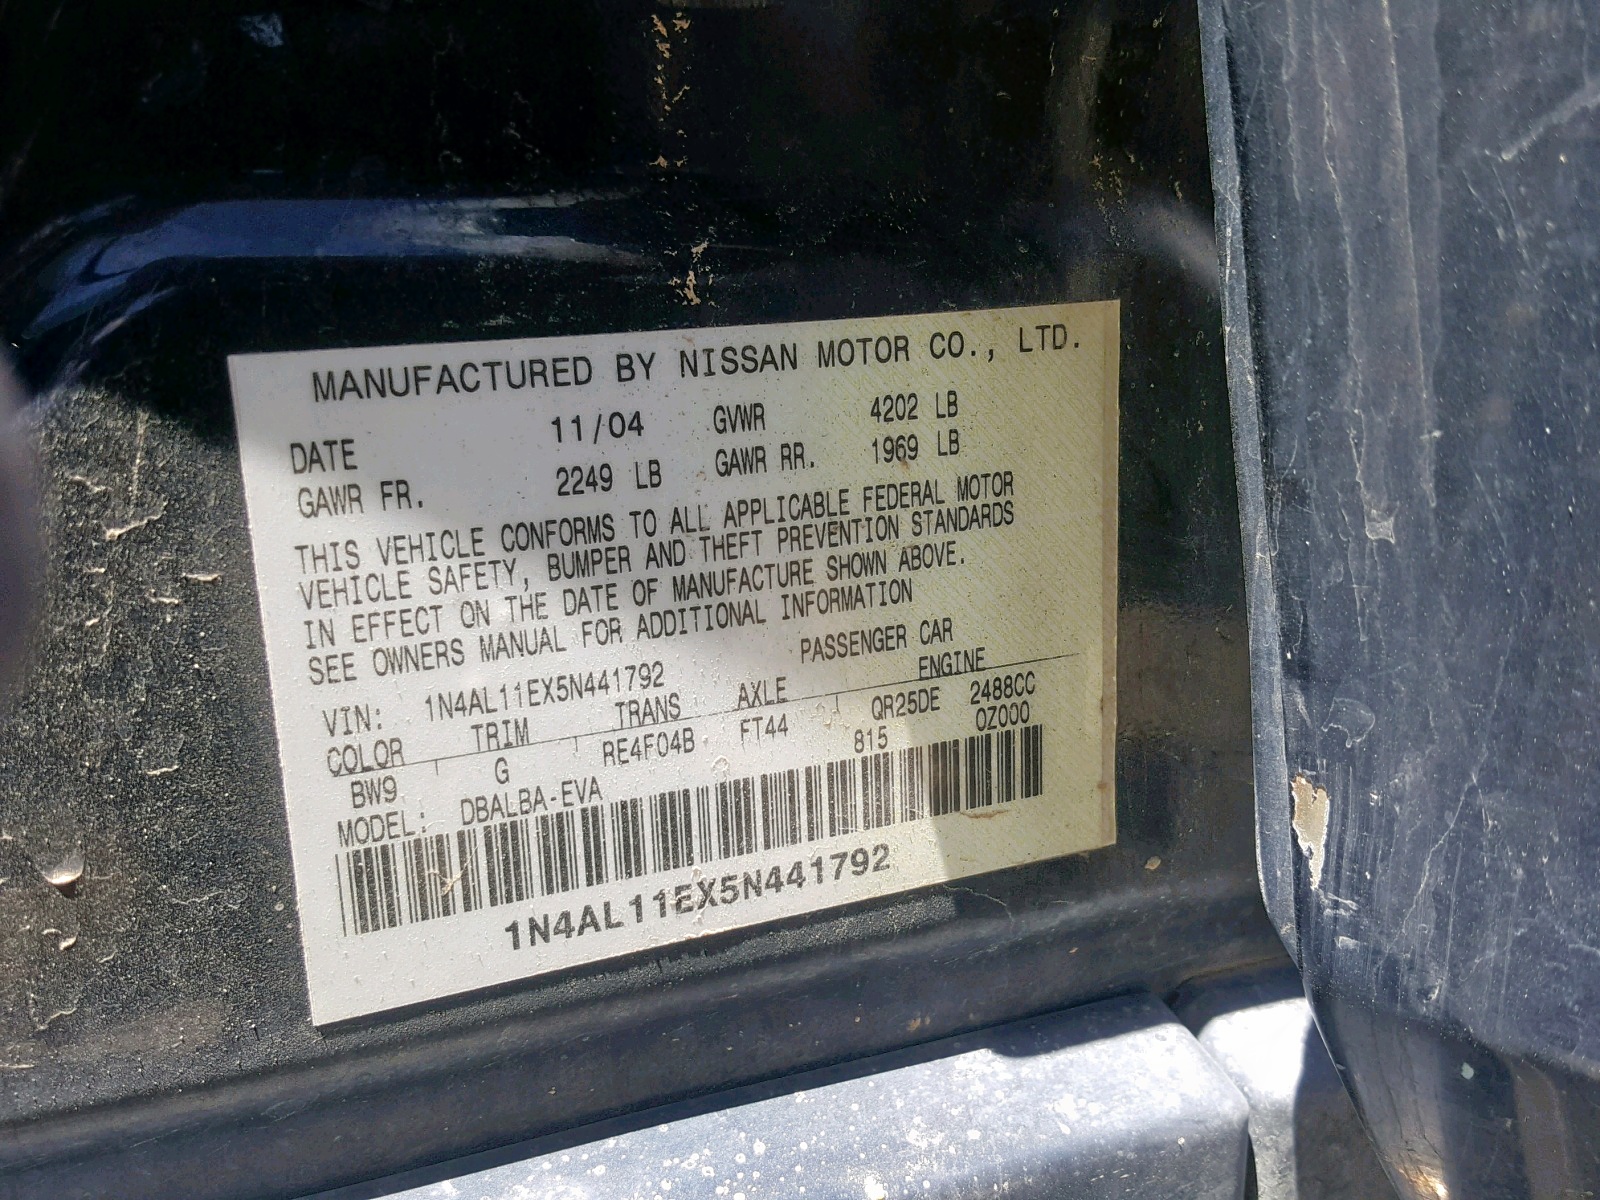 MANUFACTURED BY NISSAN MOTOR CO., LTD.
DATE 11/04 GVWR 4202 LB
GAWR FR. 2249 LB GAWR RR. 1969 LB
THIS VEHICLE CONFORMS TO ALL APPLICABLE FEDERAL MOTOR
VEHICLE SAFETY, BUMPER AND THEFT PREVENTION STANDARDS
IN EFFECT ON THE DATE OF MANUFACTURE SHOWN ABOVE.
SEE OWNERS MANUAL FOR ADDITIONAL INFORMATION
VIN: 1N4AL11EX5N441792 PASSENGER CAR
COLOR TRIM TRANS AXLE ENGINE
BW9 G RE4F04B FT44 QR25DE 2488CC
MODEL: DBALBA-EVA 815 0Z000
1N4AL11EX5N441792